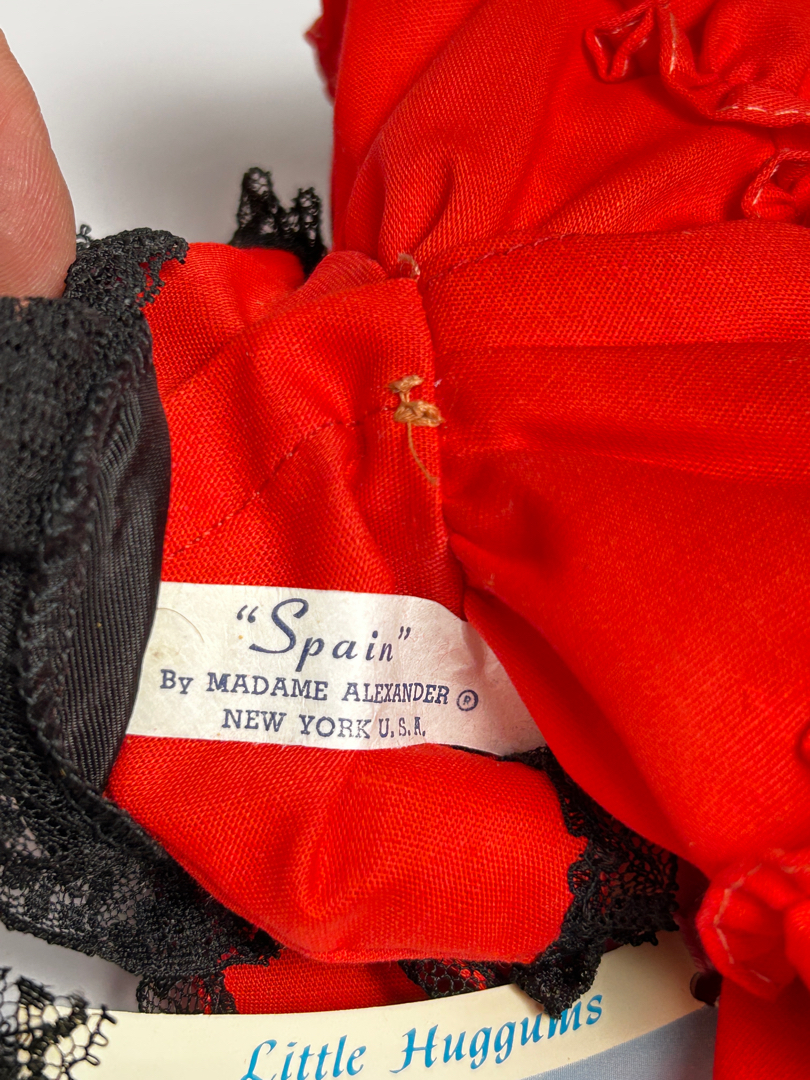 "Spain"
By MADAME ALEXANDER ®
NEW YORK U.S.A.
Little Huggums